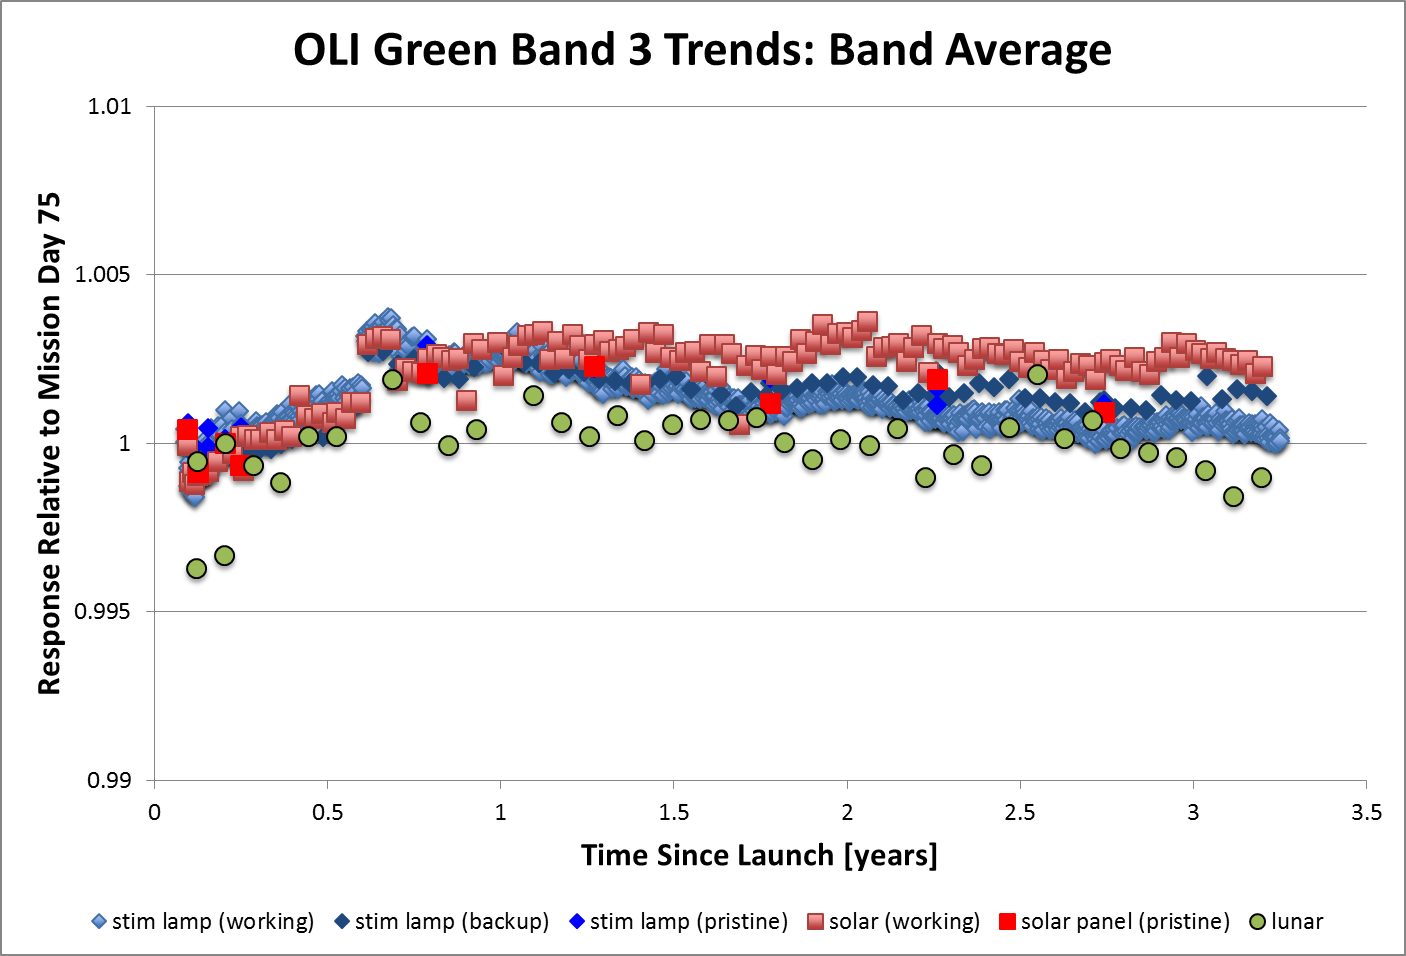 OLI Green Band 3 Trends: Band Average
1.01
1.005
1
0.995
0.99
Response Relative to Mission Day 75
0 0.5 1 1.5 2 2.5 3 3.5
Time Since Launch [years]
stim lamp (working) stim lamp (backup) stim lamp (pristine) solar (working) solar panel (pristine) lunar